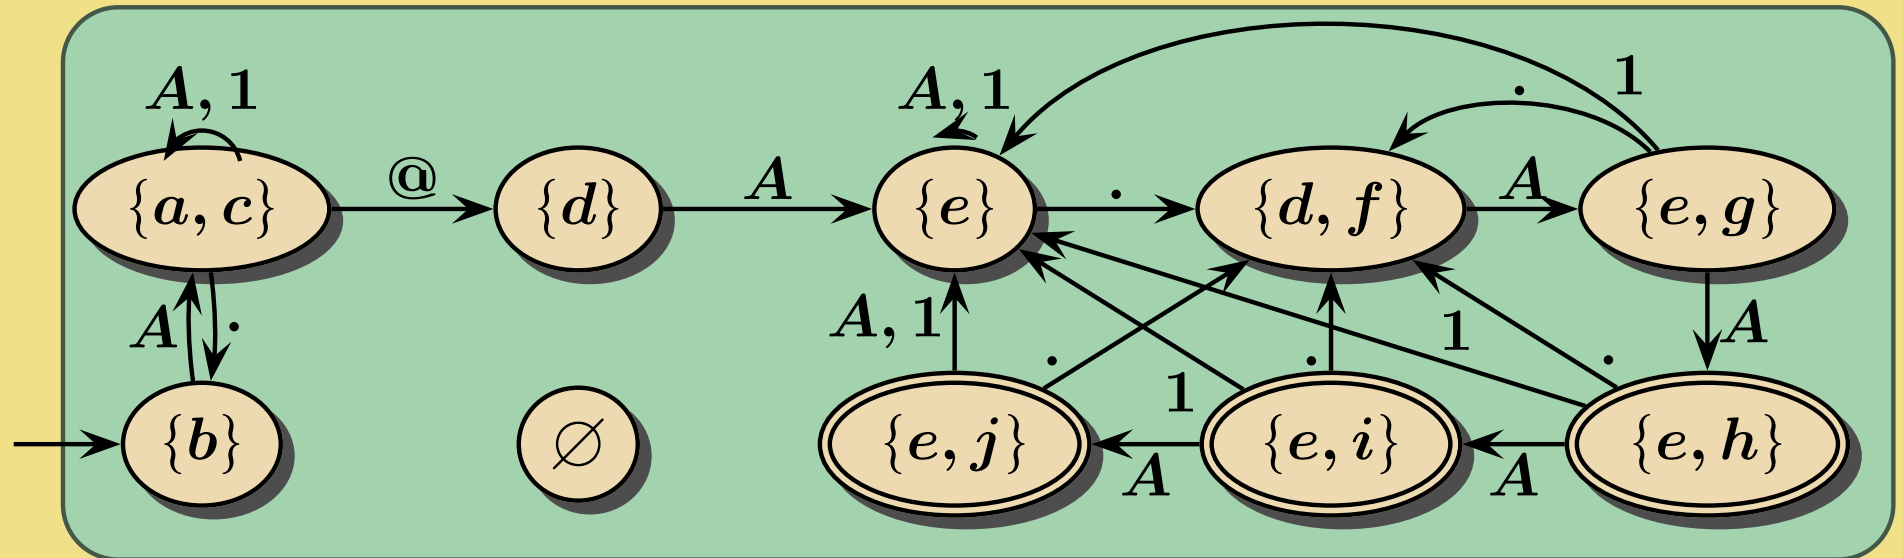 A, 1
A, 1
.
1
{a, c}
@
{d}
A
{e}
.
{d, f}
A
{e, g}
A
.
A, 1
.
1
.
1
.
A
{b}
∅
{e, j}
A
{e, i}
A
{e, h}